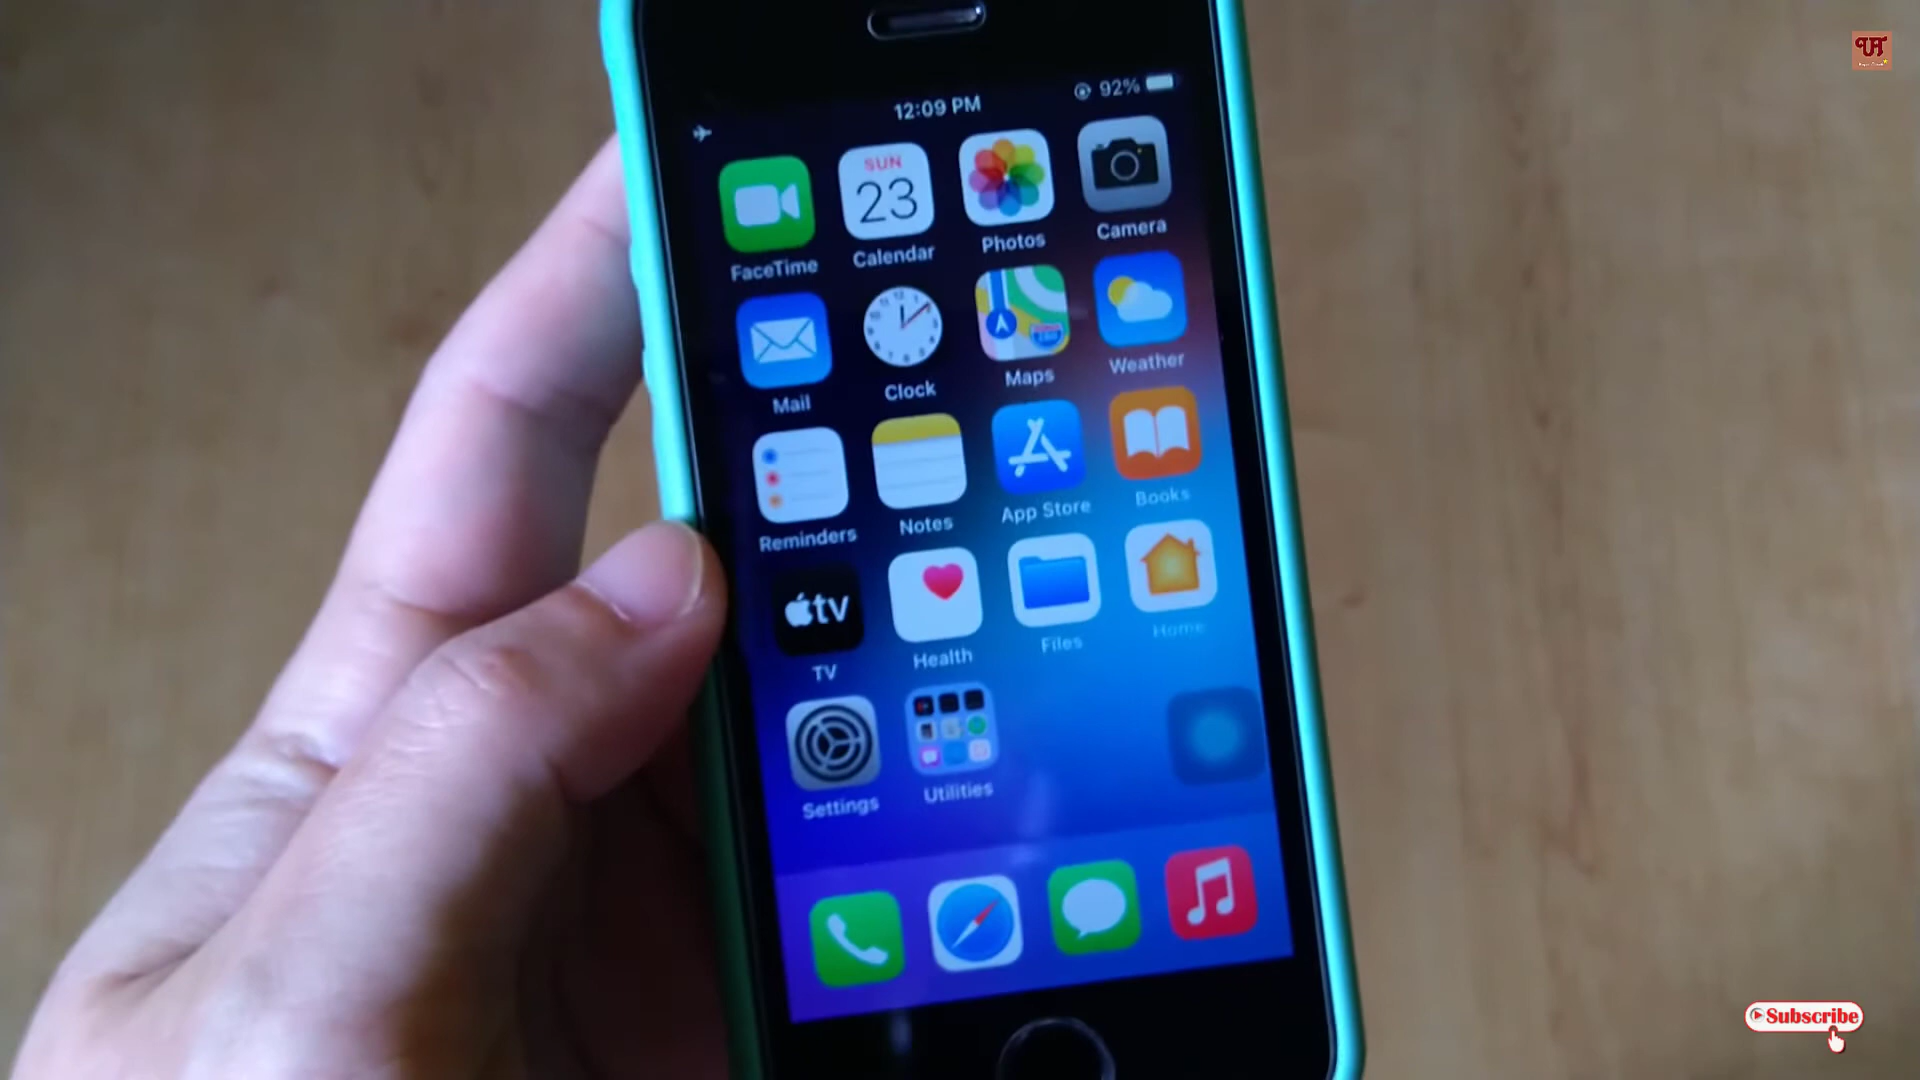 12:09 PM
92%
SUN
23
FaceTime
Calendar
Photos
Camera
Mail
Clock
Maps
Weather
Reminders
Notes
App Store
Books
tv
TV
Health
Files
Home
Settings
Utilities
UT
Subscribe